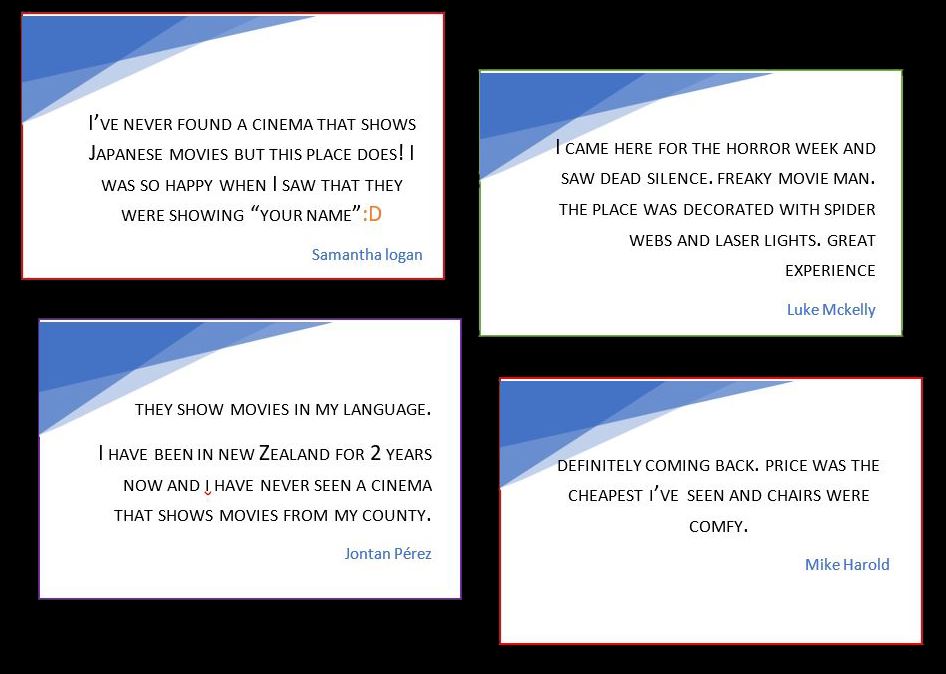 I'VE NEVER FOUND A CINEMA THAT SHOWS
JAPANESE MOVIES BUT THIS PLACE DOES! I
WAS SO HAPPY WHEN I SAW THAT THEY
WERE SHOWING “YOUR NAME”:D
Samantha logan
I CAME HERE FOR THE HORROR WEEK AND
SAW DEAD SILENCE. FREAKY MOVIE MAN.
THE PLACE WAS DECORATED WITH SPIDER
WEBS AND LASER LIGHTS. GREAT
EXPERIENCE
Luke Mckelly
THEY SHOW MOVIES IN MY LANGUAGE.
I HAVE BEEN IN NEW ZEALAND FOR 2 YEARS
NOW AND I HAVE NEVER SEEN A CINEMA
THAT SHOWS MOVIES FROM MY COUNTY.
Jontan Pérez
DEFINITELY COMING BACK. PRICE WAS THE
CHEAPEST I'VE SEEN AND CHAIRS WERE
COMFY.
Mike Harold